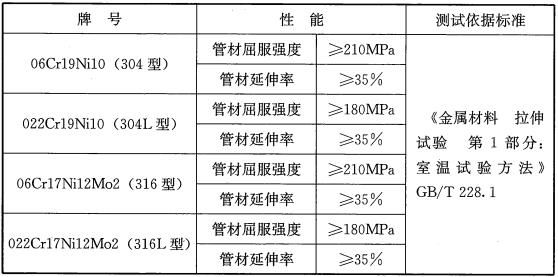 牌 号 性 能 测试依据标准
06Cr19Ni10（304 型） 管材屈服强度 ≥210MPa
管材延伸率 ≥35%
022Cr19Ni10（304L 型） 管材屈服强度 ≥180MPa
管材延伸率 ≥35%
06Cr17Ni12Mo2（316 型） 管材屈服强度 ≥210MPa
管材延伸率 ≥35%
022Cr17Ni12Mo2（316L 型） 管材屈服强度 ≥180MPa
管材延伸率 ≥35%
《金属材料 拉伸
试验 第 1 部分：
室温试验方法》
GB/T 228.1